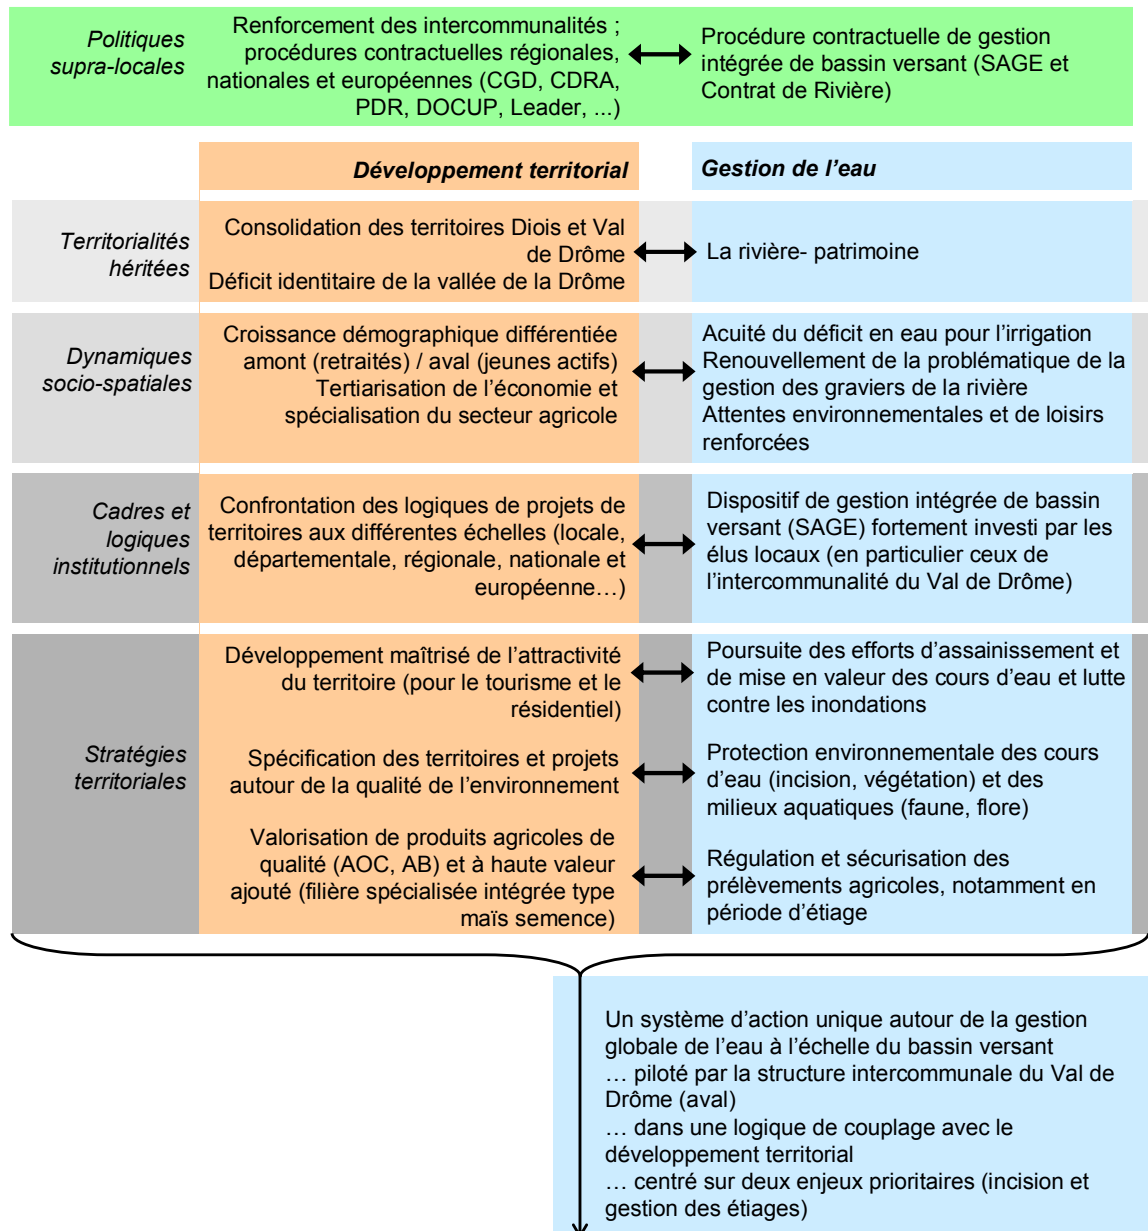 Politiques
supra-locales
Renforcement des intercommunalités ;
procédures contractuelles régionales,
nationales et européennes (CGD, CDRA,
PDR, DOCUP, Leader, ...)
Procédure contractuelle de gestion
intégrée de bassin versant (SAGE et
Contrat de Rivière)
Développement territorial
Gestion de l’eau
Territorialités
héritées
Consolidation des territoires Diois et Val
de Drôme
Déficit identitaire de la vallée de la Drôme
La rivière- patrimoine
Dynamiques
socio-spatiales
Croissance démographique différentiée
amont (retraités) / aval (jeunes actifs)
Tertiarisation de l’économie et
spécialisation du secteur agricole
Acuité du déficit en eau pour l’irrigation
Renouvellement de la problématique de la
gestion des graviers de la rivière
Attentes environnementales et de loisirs
renforcées
Cadres et
logiques
institutionnels
Confrontation des logiques de projets de
territoires aux différentes échelles (locale,
départementale, régionale, nationale et
européenne…)
Dispositif de gestion intégrée de bassin
versant (SAGE) fortement investi par les
élus locaux (en particulier ceux de
l’intercommunalité du Val de Drôme)
Stratégies
territoriales
Développement maîtrisé de l’attractivité
du territoire (pour le tourisme et le
résidentiel)
Poursuite des efforts d’assainissement et
de mise en valeur des cours d’eau et lutte
contre les inondations
Spécification des territoires et projets
autour de la qualité de l’environnement
Protection environnementale des cours
d’eau (incision, végétation) et des
milieux aquatiques (faune, flore)
Valorisation de produits agricoles de
qualité (AOC, AB) et à haute valeur
ajouté (filière spécialisée intégrée type
maïs semence)
Régulation et sécurisation des
prélèvements agricoles, notamment en
période d’étiage
Un système d’action unique autour de la gestion
globale de l’eau à l’échelle du bassin versant
… piloté par la structure intercommunale du Val de
Drôme (aval)
… dans une logique de couplage avec le
développement territorial
… centré sur deux enjeux prioritaires (incision et
gestion des étiages)